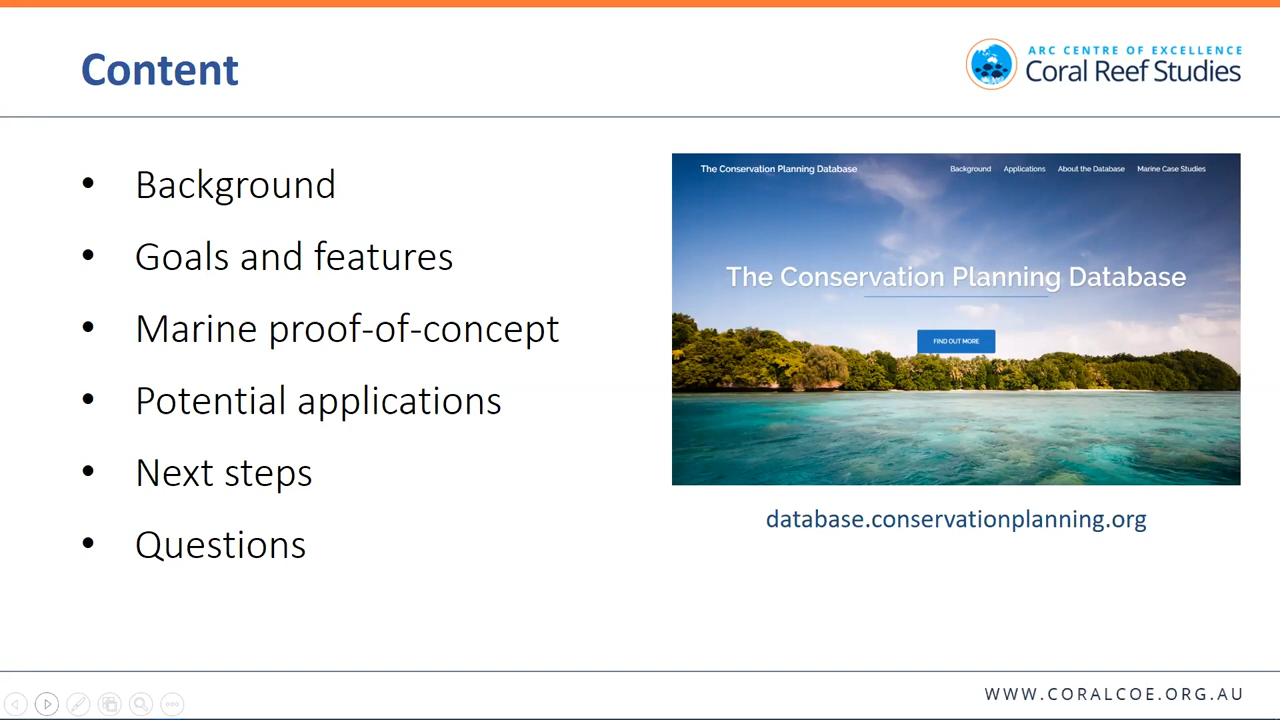 Content
ARC CENTRE OF EXCELLENCE
Coral Reef Studies
• Background
• Goals and features
• Marine proof-of-concept
• Potential applications
• Next steps
• Questions
The Conservation Planning Database
Background Applications About the Database Marine Case Studies
The Conservation Planning Database
FIND OUT MORE
database.conservationplanning.org
WWW.CORALCOE.ORG.AU